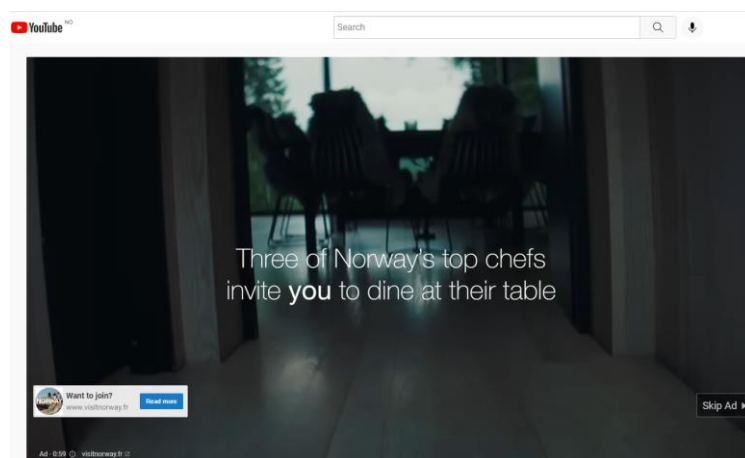 YouTube NO
Search
Three of Norway's top chefs
invite you to dine at their table
NORWAY
Want to join?
www.visitnorway.fr
Read more
Skip Ad
Ad · 0:59 visitnorway.fr